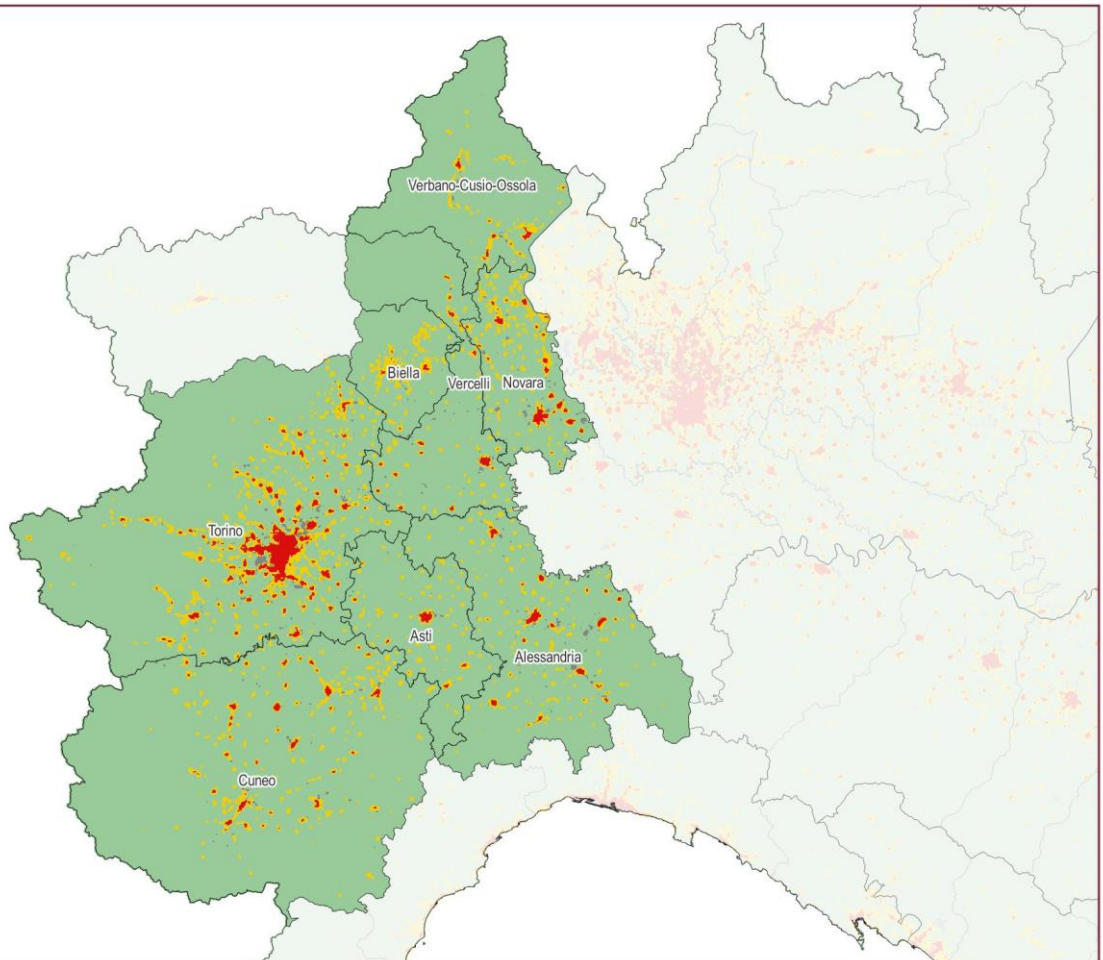 Verbano-Cusio-Ossola
Biella
Vercelli
Novara
Torino
Asti
Alessandria
Cuneo